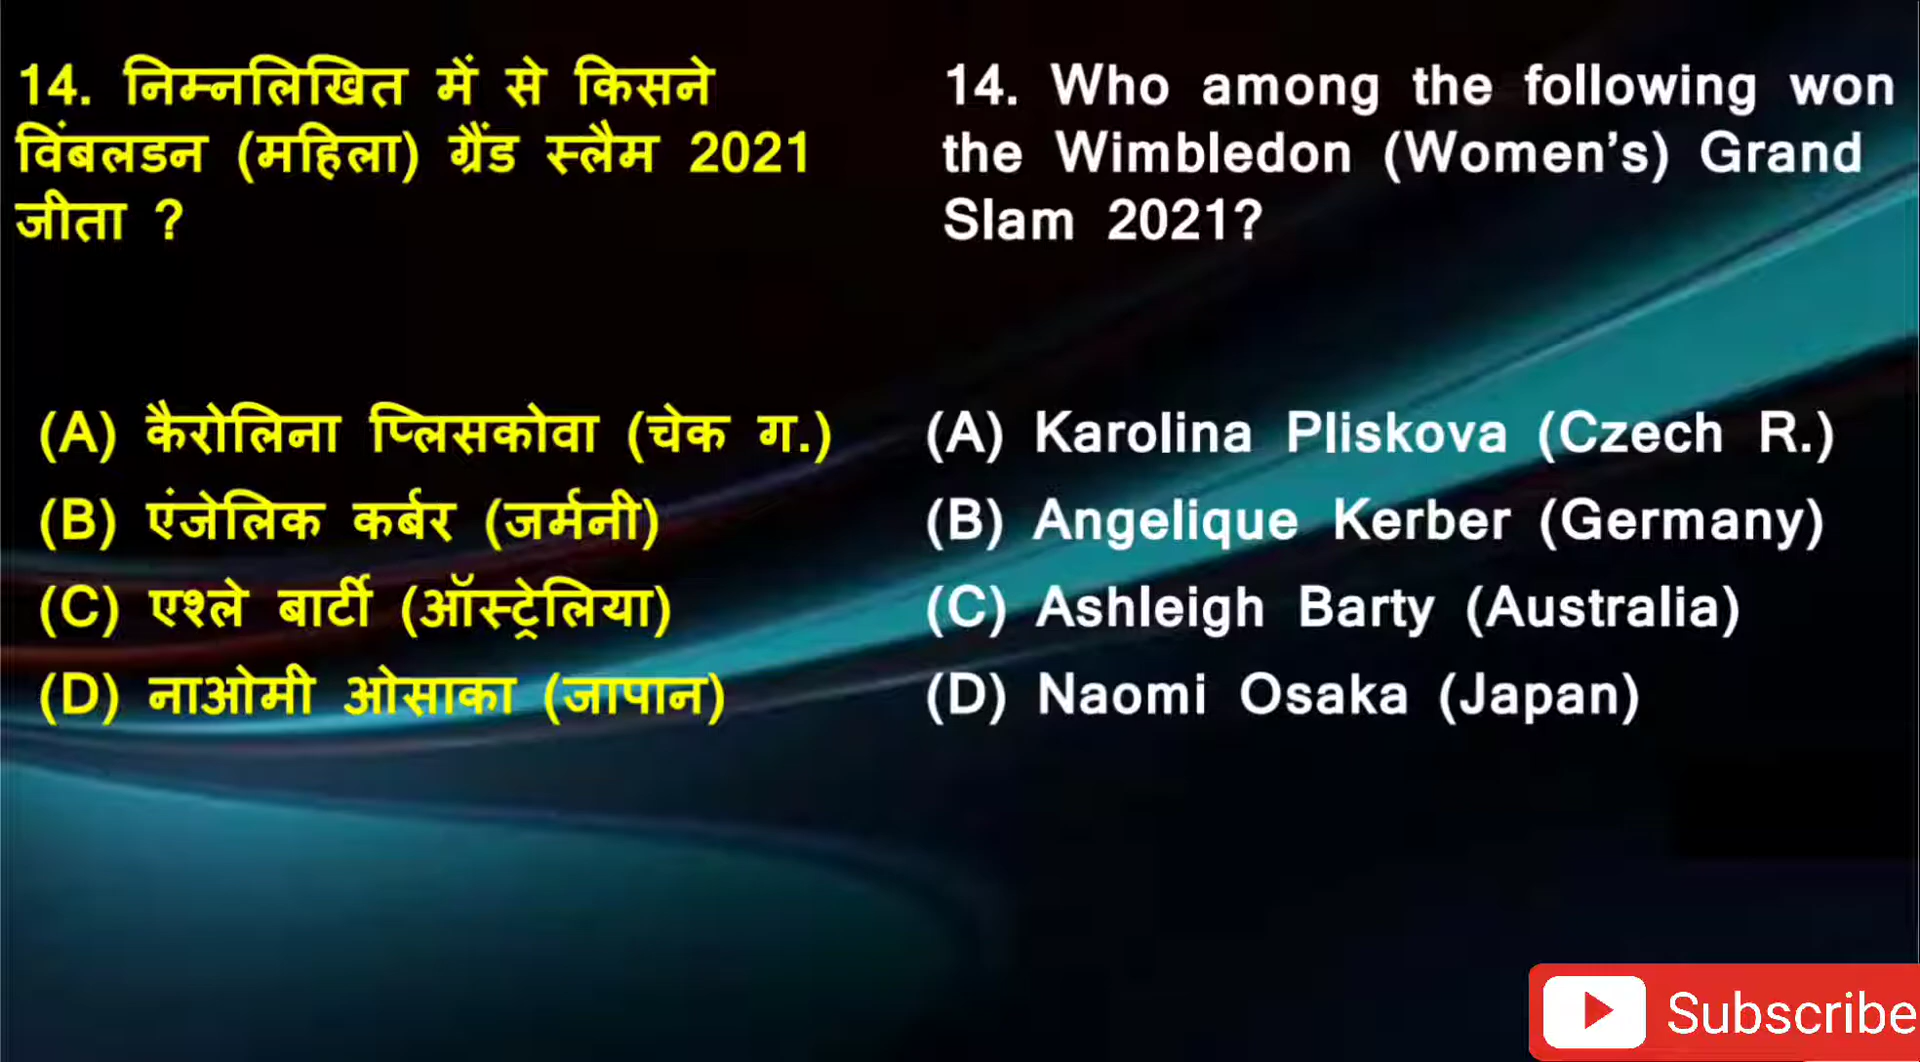 14. निम्नलिखित में से किसने
विंबलडन (महिला) ग्रैंड स्लैम 2021
जीता ?
(A) कैरोलिना प्लिसकोवा (चेक ग.)
(B) एंजेलिक कर्बर (जर्मनी)
(C) एश्ले बार्टी (ऑस्ट्रेलिया)
(D) नाओमी ओसाका (जापान)
14. Who among the following won
the Wimbledon (Women’s) Grand
Slam 2021?
(A) Karolina Pliskova (Czech R.)
(B) Angelique Kerber (Germany)
(C) Ashleigh Barty (Australia)
(D) Naomi Osaka (Japan)
Subscribe